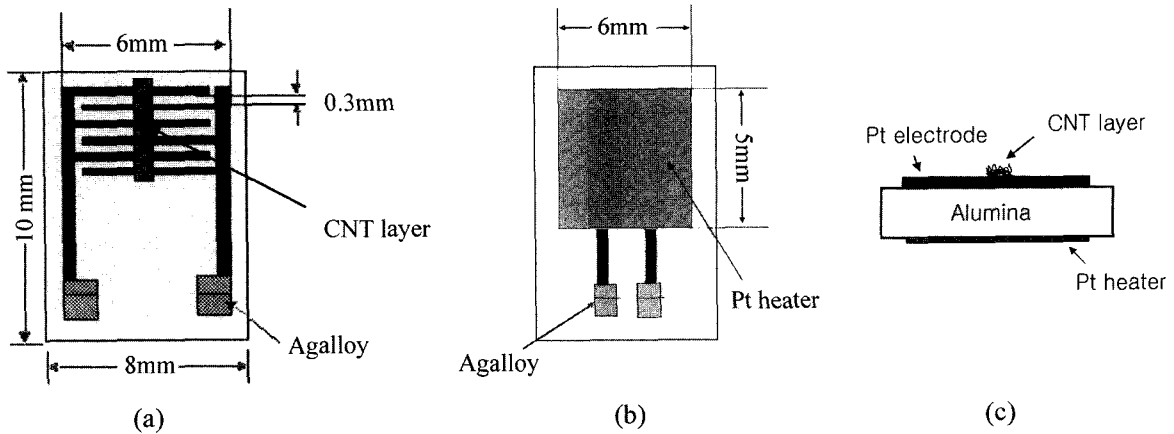 6mm
0.3mm
10 mm
CNT layer
Agalloy
8mm
(a)
6mm
5mm
Pt heater
Agalloy
(b)
Pt electrode
CNT layer
Alumina
Pt heater
(c)